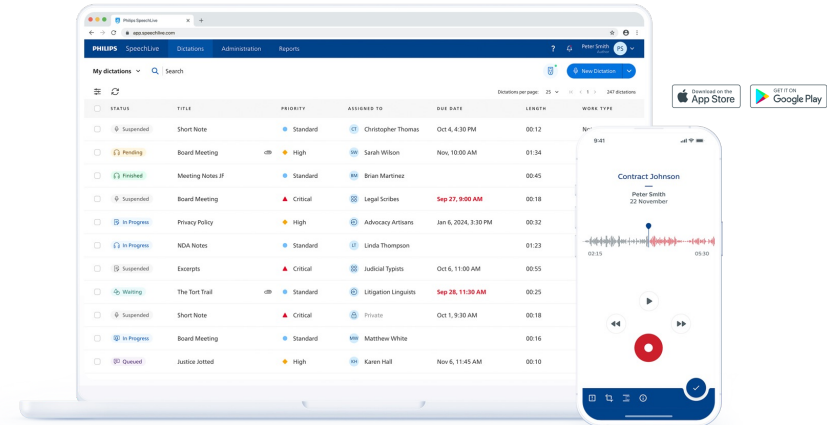 Philips SpeechLive
app.speechlive.com
PHILIPS SpeechLive Dictations Administration Reports ? Peter Smith Author PS
My dictations Search New Dictation
Dictations per page: 25 1 247 dictations
STATUS TITLE PRIORITY ASSIGNED TO DUE DATE LENGTH WORK TYPE
Suspended Short Note Standard CT Christopher Thomas Oct 4, 4:30 PM 00:12
Pending Board Meeting High SW Sarah Wilson Nov, 10:00 AM 01:34
Finished Meeting Notes JF Standard BM Brian Martinez 00:45
Suspended Board Meeting Critical Legal Scribes Sep 27, 9:00 AM 00:18
In Progress Privacy Policy High Advocacy Artisans Jan 6, 2024, 3:30 PM 00:32
In Progress NDA Notes Standard LT Linda Thompson 01:23
Suspended Excerpts Critical Judicial Typists Oct 6, 11:00 AM 00:55
Waiting The Tort Trail Standard Litigation Linguists Sep 28, 11:30 AM 00:25
Suspended Short Note Critical Private Oct 1, 9:30 AM 00:18
In Progress Board Meeting Standard MW Matthew White 00:16
Queued Justice Jotted High KH Karen Hall Nov 6, 11:45 AM 00:10
9:41
Contract Johnson
Peter Smith
22 November
02:15 05:30
Download on the
App Store
GET IT ON
Google Play